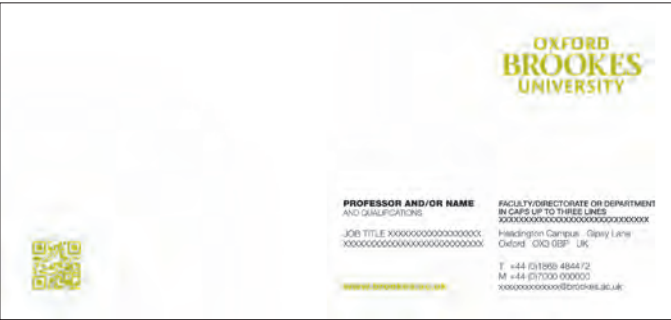 OXFORD
BROOKES
UNIVERSITY
PROFESSOR AND/OR NAME
AND QUALIFICATIONS
JOB TITLE XXXXXXXXXXXXXXXXXX
XXXXXXXXXXXXXXXXXXXXXXXXXXX
FACULTY/DIRECTORATE OR DEPARTMENT
IN CAPS UP TO THREE LINES
XXXXXXXXXXXXXXXXXXXXXXXXXXXXXX
Headington Campus Gipsy Lane
Oxford OX3 0BP UK
T +44 (0)1865 484472
M +44 (0)7000 000000
xxxxxxxxxxxxx@brookes.ac.uk